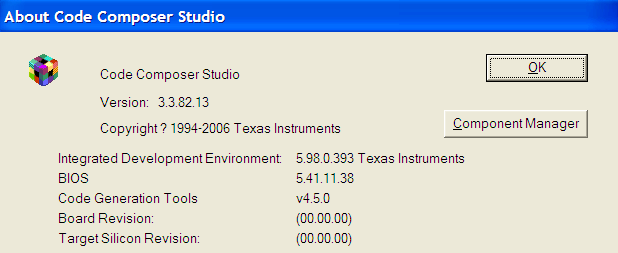 About Code Composer Studio
Code Composer Studio
OK
Version: 3.3.82.13
Copyright ? 1994-2006 Texas Instruments
Component Manager
Integrated Development Environment: 5.98.0.393 Texas Instruments
BIOS 5.41.11.38
Code Generation Tools v4.5.0
Board Revision: (00.00.00)
Target Silicon Revision: (00.00.00)